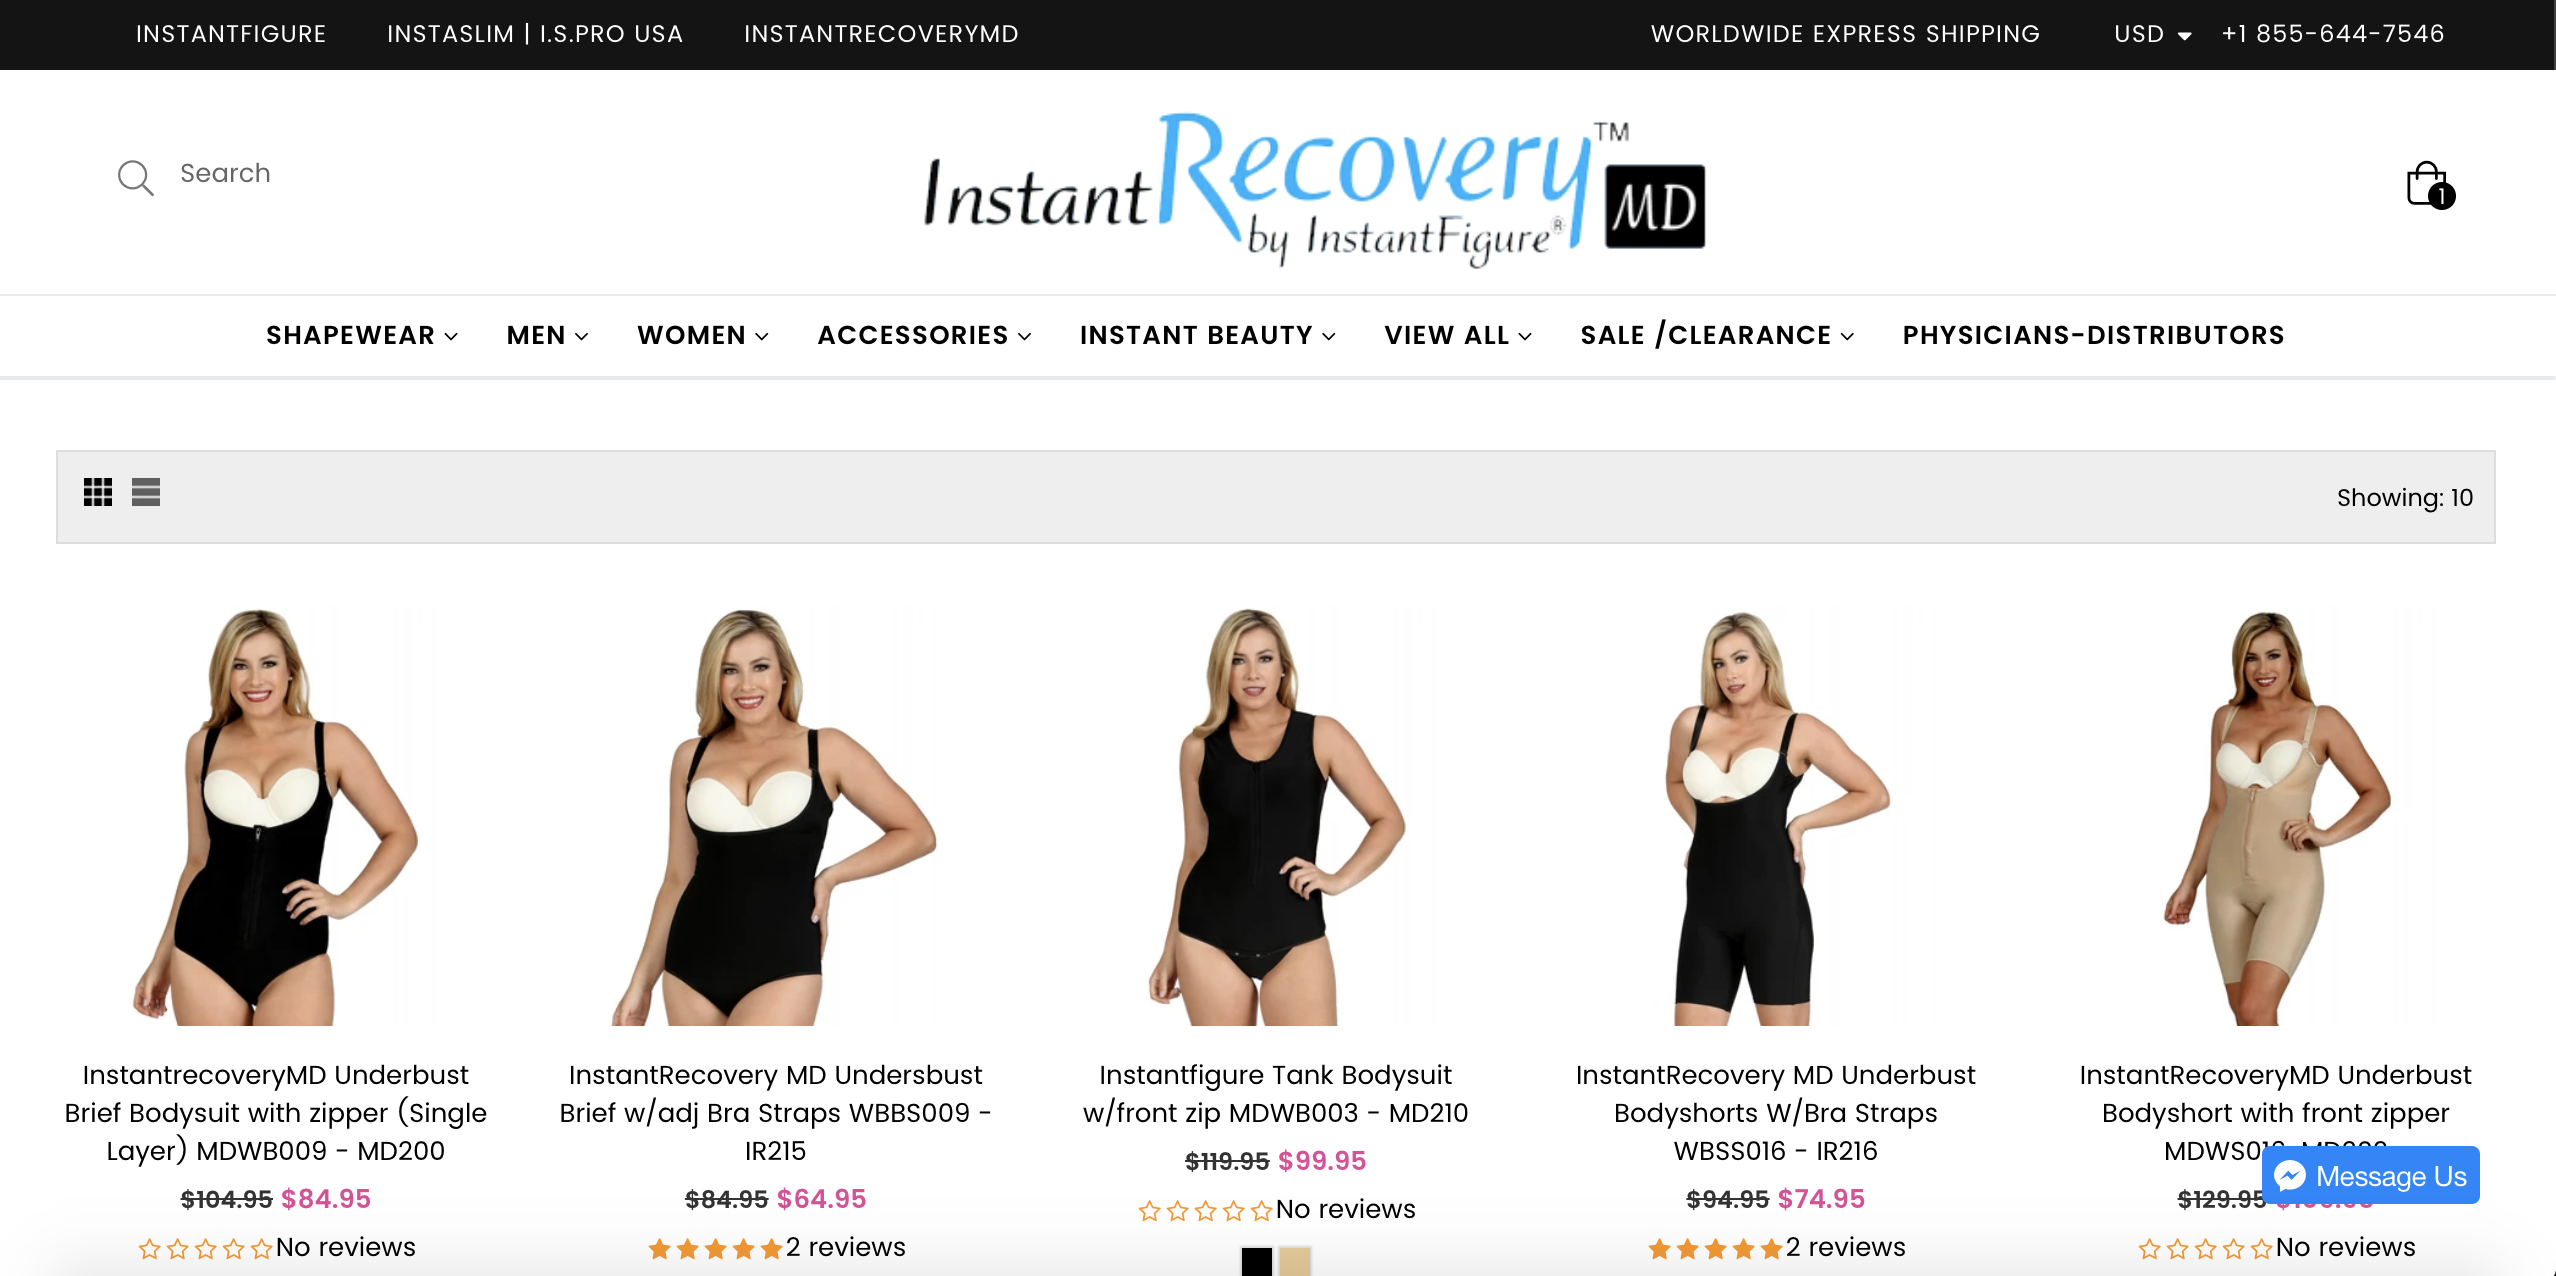 INSTANTFIGURE INSTASLIM | I.S.PRO USA INSTANTRECOVERYMD WORLDWIDE EXPRESS SHIPPING USD +1 855-644-7546
Search
InstantRecovery™ MD
by InstantFigure®
1
SHAPEWEAR MEN WOMEN ACCESSORIES INSTANT BEAUTY VIEW ALL SALE /CLEARANCE PHYSICIANS-DISTRIBUTORS
Showing: 10
InstantrecoveryMD Underbust
Brief Bodysuit with zipper (Single
Layer) MDWB009 - MD200
$104.95 $84.95
No reviews
InstantRecovery MD Undersbust
Brief w/adj Bra Straps WBBS009 -
IR215
$84.95 $64.95
2 reviews
Instantfigure Tank Bodysuit
w/front zip MDWB003 - MD210
$119.95 $99.95
No reviews
InstantRecovery MD Underbust
Bodyshorts W/Bra Straps
WBSS016 - IR216
$94.95 $74.95
2 reviews
InstantRecoveryMD Underbust
Bodyshort with front zipper
$129.95
No reviews
Message Us